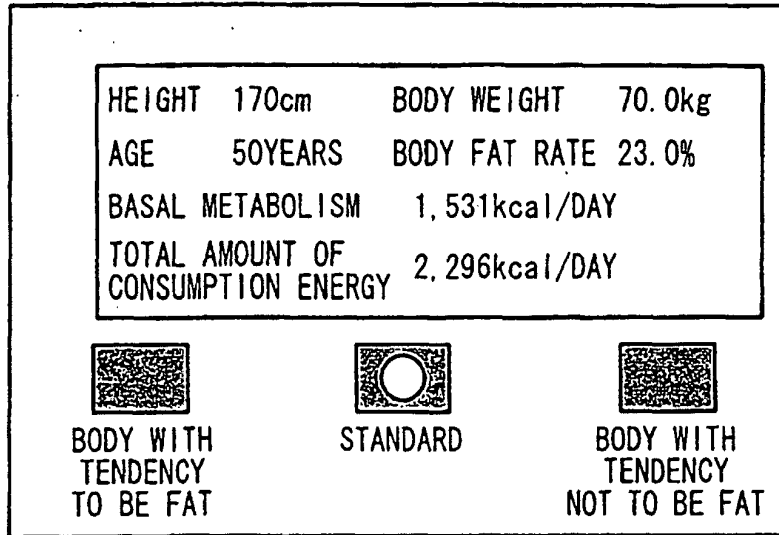 HEIGHT 170cm BODY WEIGHT 70.0kg
AGE 50YEARS BODY FAT RATE 23.0%
BASAL METABOLISM 1,531kcal/DAY
TOTAL AMOUNT OF
CONSUMPTION ENERGY 2,296kcal/DAY
BODY WITH
TENDENCY
TO BE FAT
STANDARD
BODY WITH
TENDENCY
NOT TO BE FAT